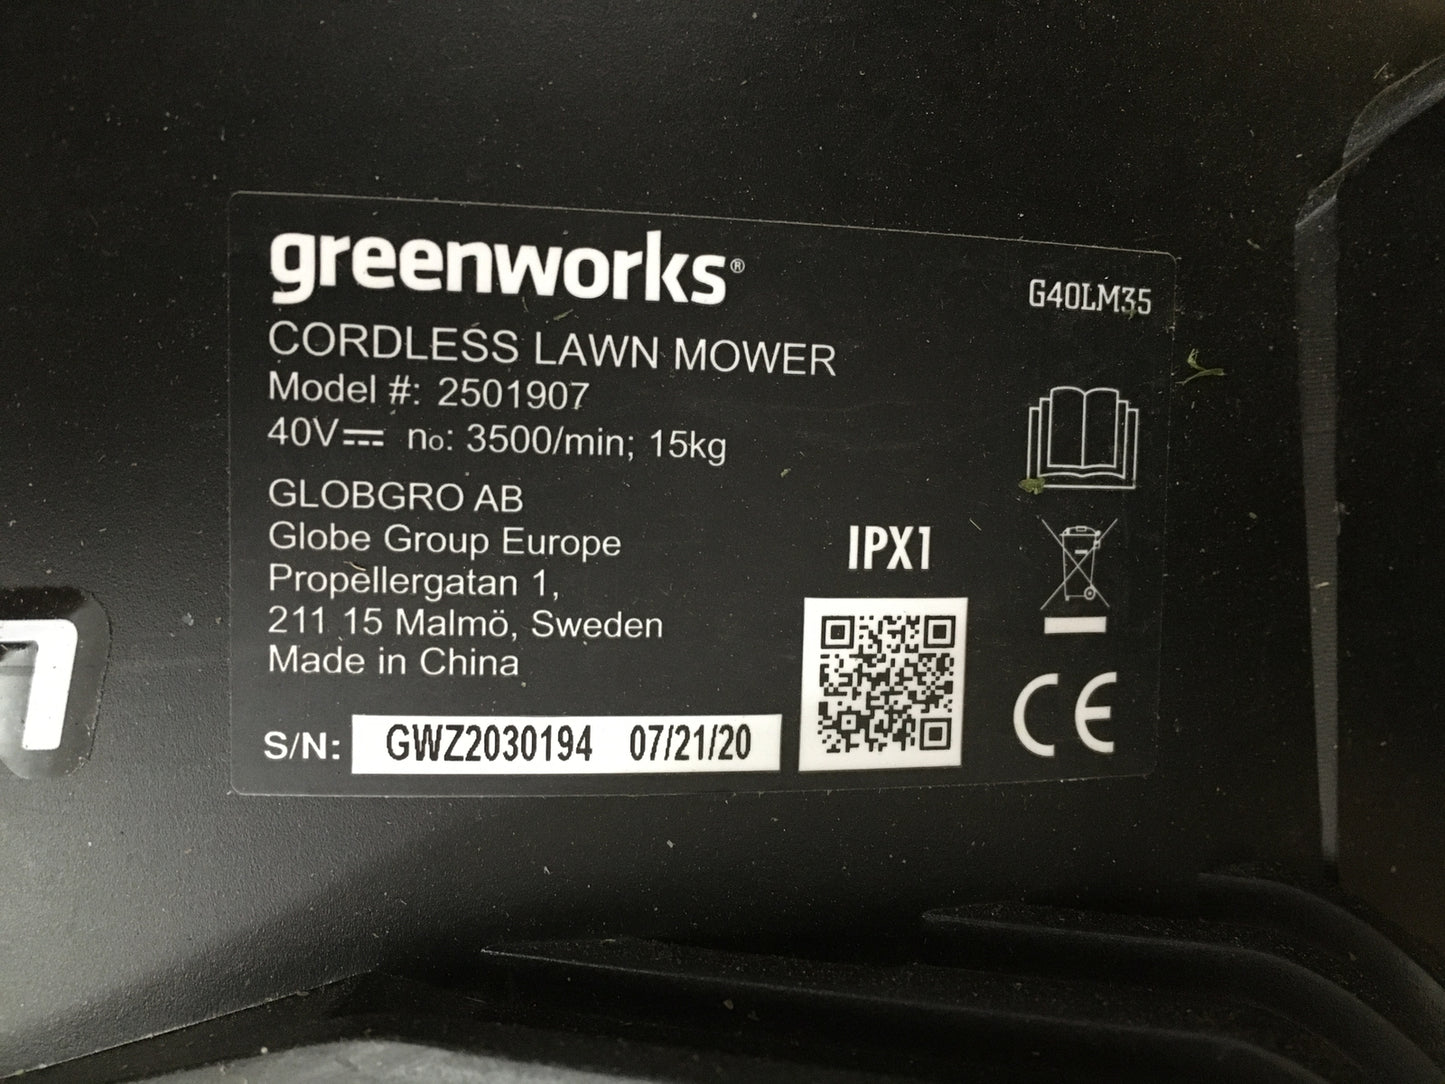 greenworks®
G40LM35
CORDLESS LAWN MOWER
Model #: 2501907
40V⎓ no: 3500/min; 15kg
GLOBGRO AB
Globe Group Europe
Propellergatan 1,
211 15 Malmö, Sweden
Made in China
IPX1
S/N: GWZ2030194 07/21/20
CE